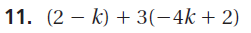 11. (2 − k) + 3(−4k + 2)